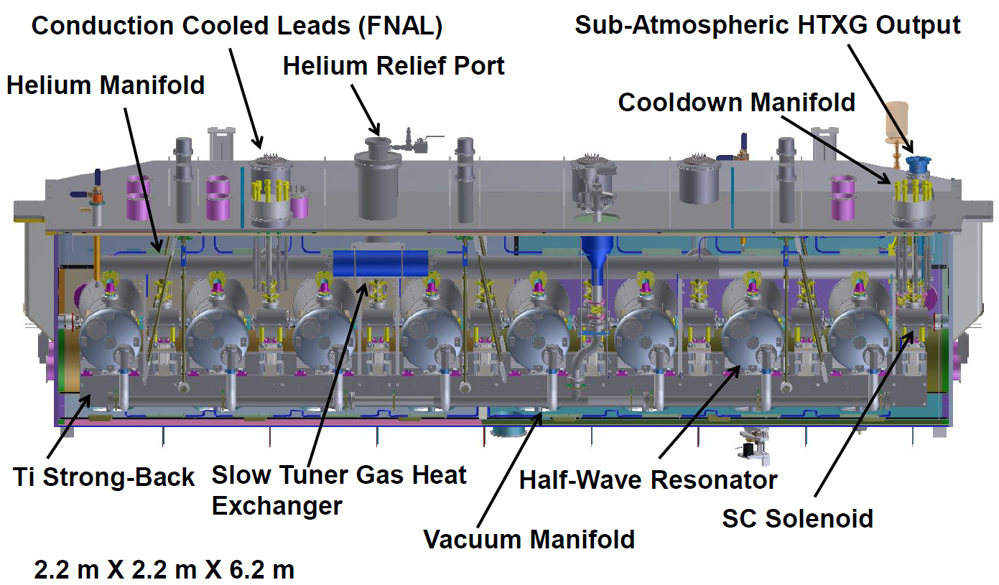 Conduction Cooled Leads (FNAL)
Sub-Atmospheric HTXG Output
Helium Relief Port
Helium Manifold
Cooldown Manifold
Ti Strong-Back
Slow Tuner Gas Heat
Exchanger
Half-Wave Resonator
SC Solenoid
Vacuum Manifold
2.2 m X 2.2 m X 6.2 m